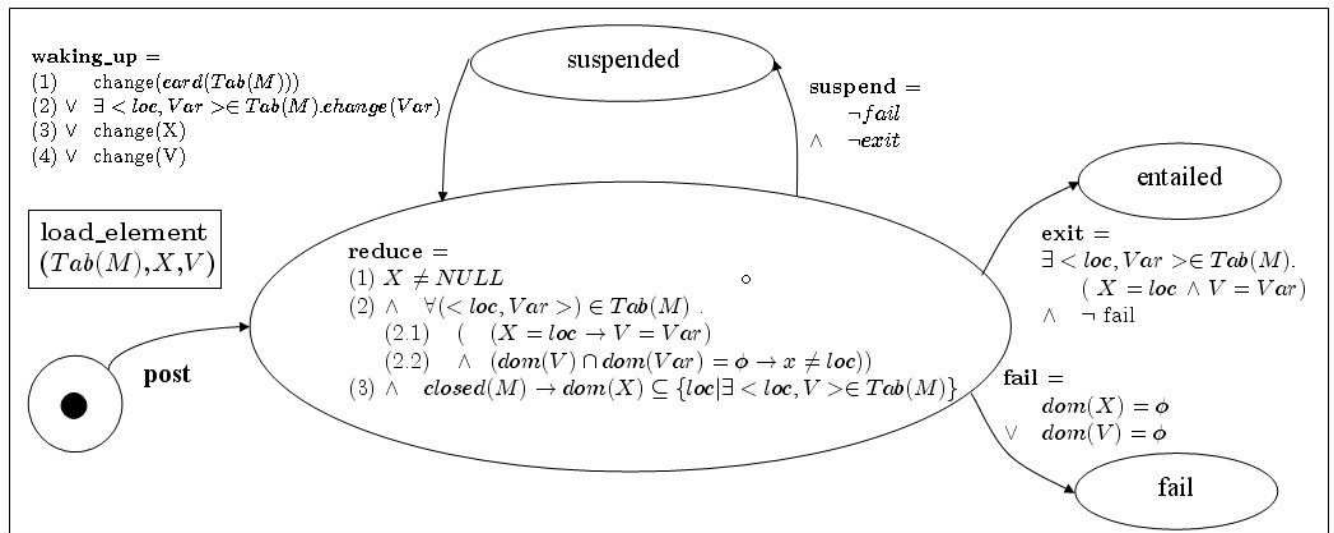 waking_up =
(1) change(card(Tab(M)))
(2) ∨ ∃ < loc, Var >∈ Tab(M).change(Var)
(3) ∨ change(X)
(4) ∨ change(V)
suspended
suspend =
¬fail
∧ ¬exit
entailed
exit =
∃ < loc, Var >∈ Tab(M).
( X = loc ∧ V = Var)
∧ ¬ fail
load_element
(Tab(M),X,V)
reduce =
(1) X ≠ NULL
(2) ∧ ∀(< loc, Var >) ∈ Tab(M) .
(2.1) ( (X = loc → V = Var)
(2.2) ∧ (dom(V) ∩ dom(Var) = ϕ → x ≠ loc))
(3) ∧ closed(M) → dom(X) ⊆ {loc|∃ < loc, V >∈ Tab(M)}
post
fail =
dom(X) = ϕ
∨ dom(V) = ϕ
fail